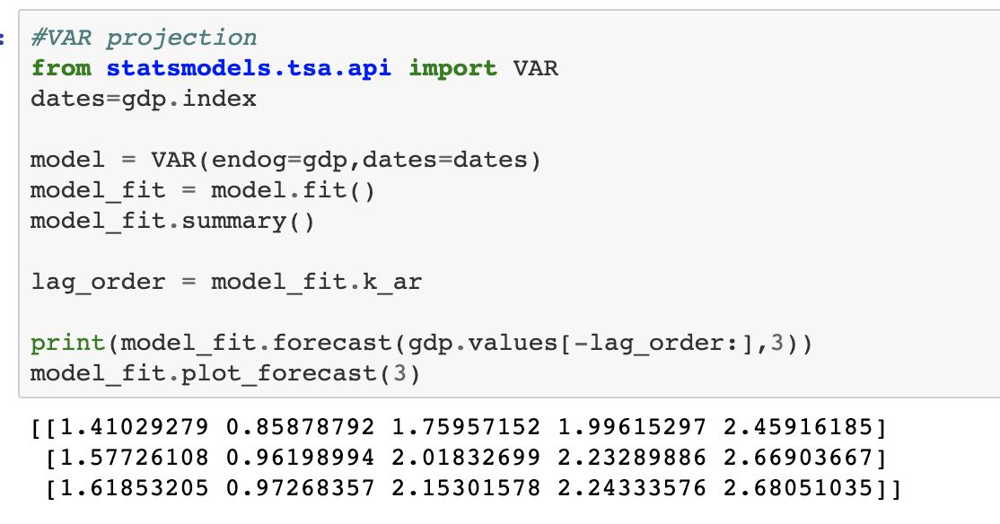 :
#VAR projection
from statsmodels.tsa.api import VAR
dates=gdp.index
model = VAR(endog=gdp,dates=dates)
model_fit = model.fit()
model_fit.summary()
lag_order = model_fit.k_ar
print(model_fit.forecast(gdp.values[-lag_order:],3))
model_fit.plot_forecast(3)
[[1.41029279 0.85878792 1.75957152 1.99615297 2.45916185]
[1.57726108 0.96198994 2.01832699 2.23289886 2.66903667]
[1.61853205 0.97268357 2.15301578 2.24333576 2.68051035]]